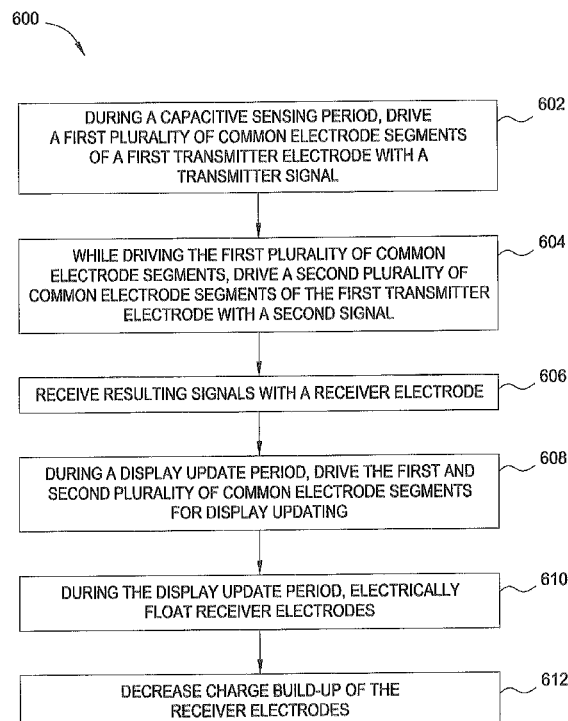 600
602
DURING A CAPACITIVE SENSING PERIOD, DRIVE
A FIRST PLURALITY OF COMMON ELECTRODE SEGMENTS
OF A FIRST TRANSMITTER ELECTRODE WITH A
TRANSMITTER SIGNAL
604
WHILE DRIVING THE FIRST PLURALITY OF COMMON
ELECTRODE SEGMENTS, DRIVE A SECOND PLURALITY OF
COMMON ELECTRODE SEGMENTS OF THE FIRST TRANSMITTER
ELECTRODE WITH A SECOND SIGNAL
606
RECEIVE RESULTING SIGNALS WITH A RECEIVER ELECTRODE
608
DURING A DISPLAY UPDATE PERIOD, DRIVE THE FIRST AND
SECOND PLURALITY OF COMMON ELECTRODE SEGMENTS
FOR DISPLAY UPDATING
610
DURING THE DISPLAY UPDATE PERIOD, ELECTRICALLY
FLOAT RECEIVER ELECTRODES
612
DECREASE CHARGE BUILD-UP OF THE
RECEIVER ELECTRODES